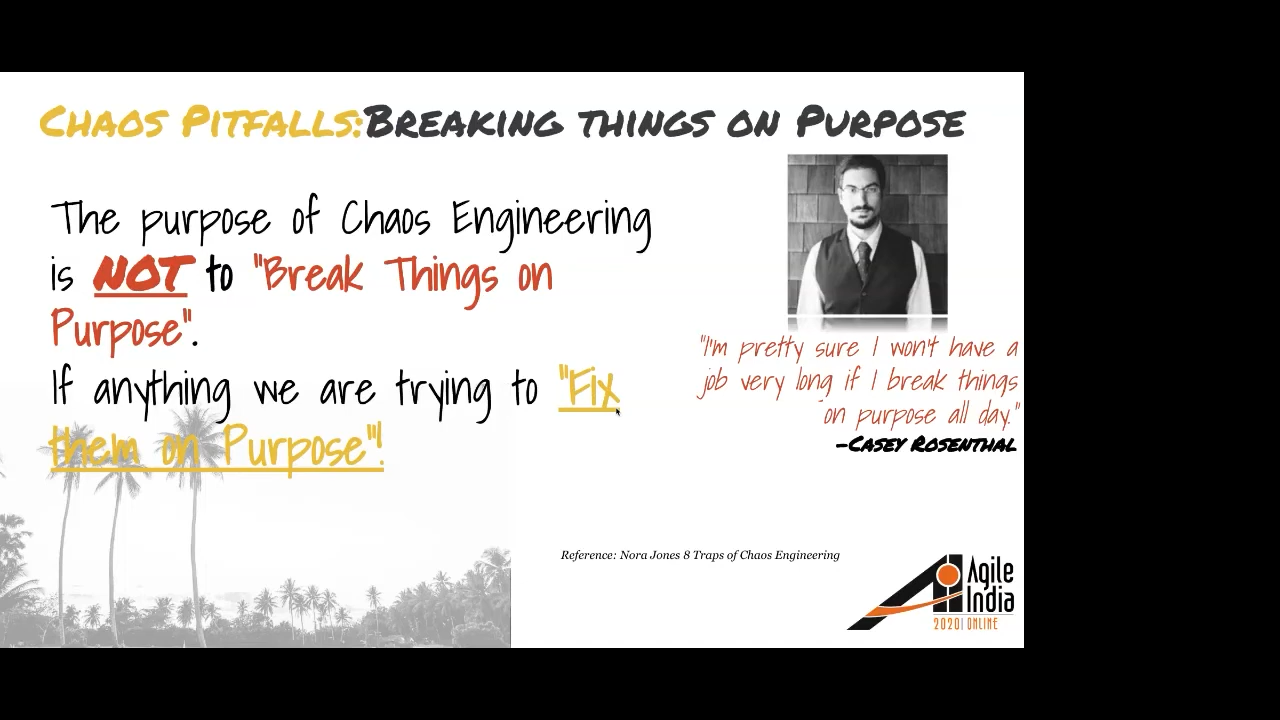 Chaos Pitfalls:Breaking things on Purpose
The purpose of Chaos Engineering
is NOT to "Break Things on
Purpose".
If anything we are trying to "Fix
them on Purpose"!
"I'm pretty sure I won't have a
job very long if I break things
on purpose all day."
-Casey Rosenthal
Reference: Nora Jones 8 Traps of Chaos Engineering
Agile
India
2020| ONLINE